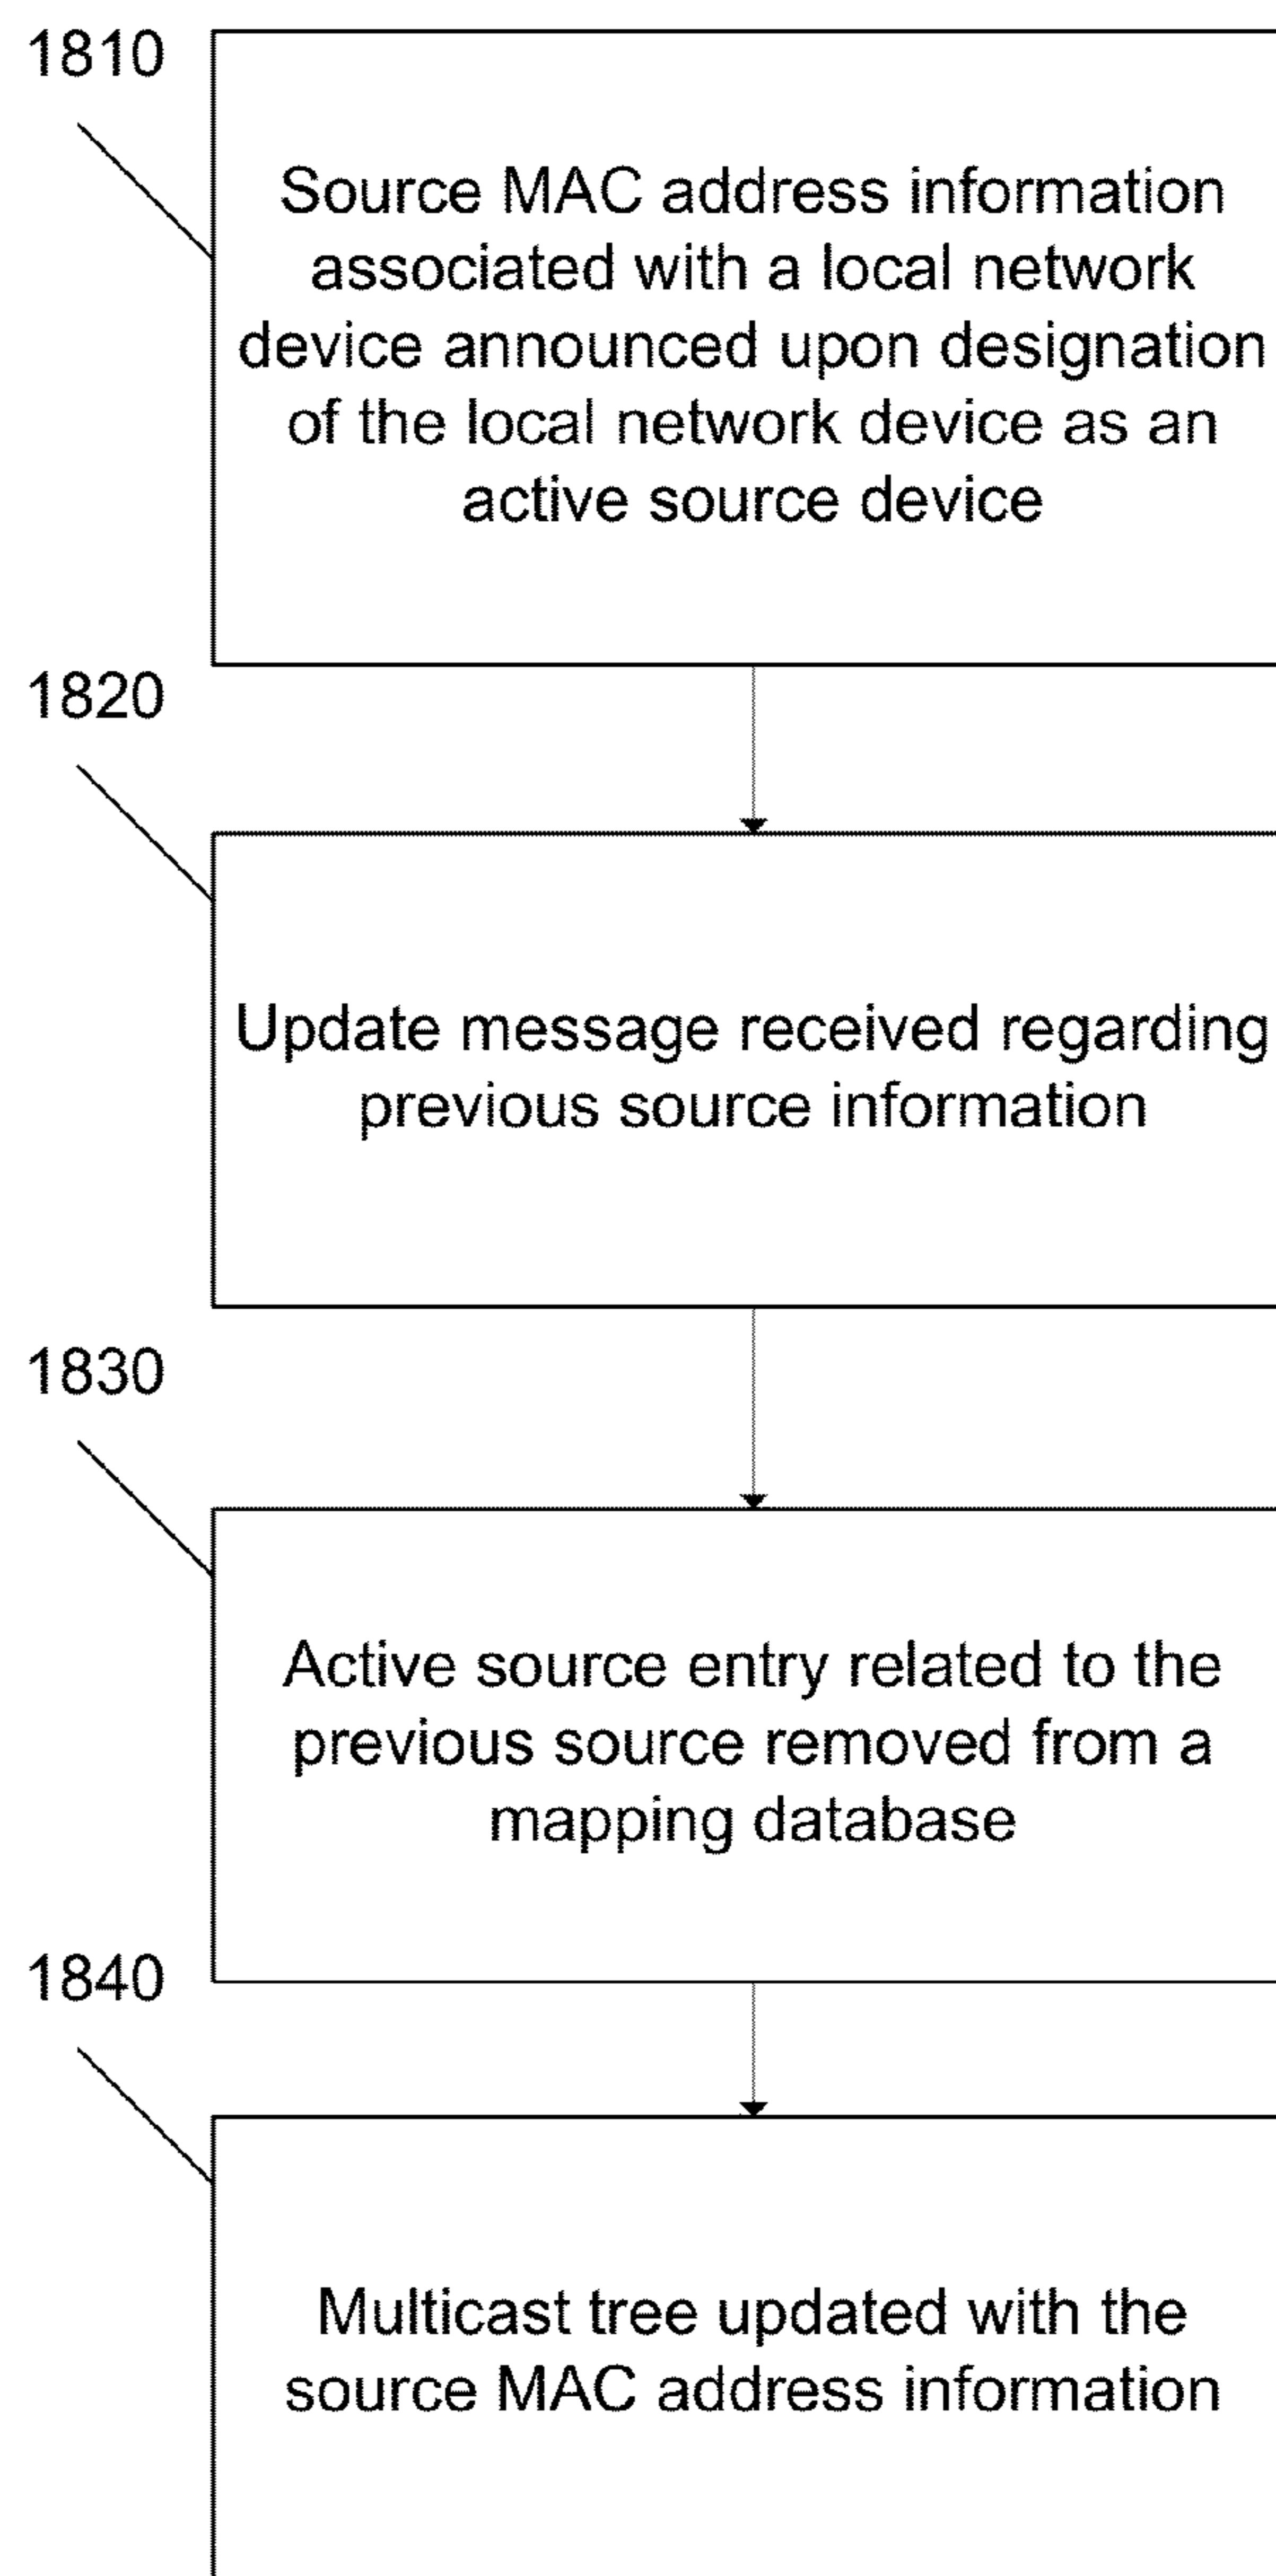 1810
Source MAC address information
associated with a local network
device announced upon designation
of the local network device as an
active source device
1820
Update message received regarding
previous source information
1830
Active source entry related to the
previous source removed from a
mapping database
1840
Multicast tree updated with the
source MAC address information